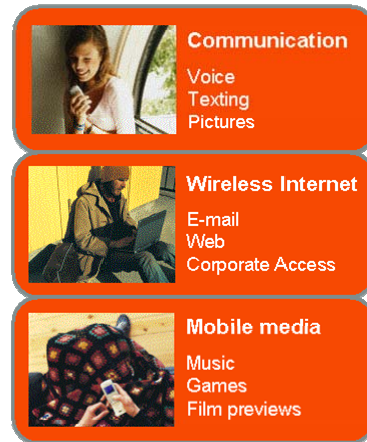 Communication
Voice
Texting
Pictures
Wireless Internet
E-mail
Web
Corporate Access
Mobile media
Music
Games
Film previews